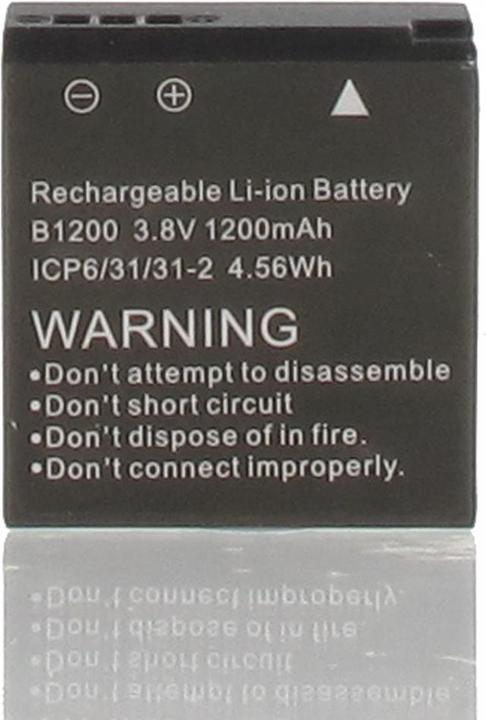 ⊖ ⊕ ▲
Rechargeable Li-ion Battery
B1200 3.8V 1200mAh
ICP6/31/31-2 4.56Wh
WARNING
•Don't attempt to disassemble
•Don't short circuit
•Don't dispose of in fire.
•Don't connect improperly.